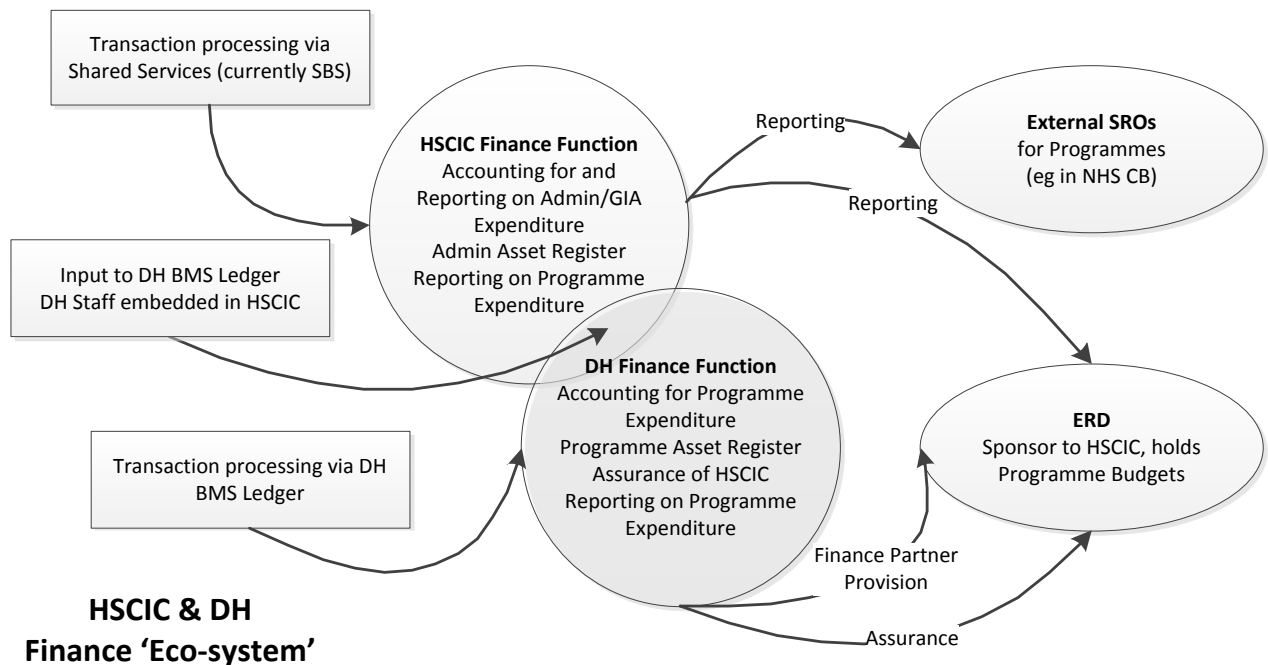 Transaction processing via
Shared Services (currently SBS)
Input to DH BMS Ledger
DH Staff embedded in HSCIC
Transaction processing via DH
BMS Ledger
HSCIC Finance Function
Accounting for and
Reporting on Admin/GIA
Expenditure
Admin Asset Register
Reporting on Programme
Expenditure
DH Finance Function
Accounting for Programme
Expenditure
Programme Asset Register
Assurance of HSCIC
Reporting on Programme
Expenditure
Reporting
Reporting
External SROs
for Programmes
(eg in NHS CB)
ERD
Sponsor to HSCIC, holds
Programme Budgets
Finance Partner
Provision
Assurance
HSCIC & DH
Finance ‘Eco-system’